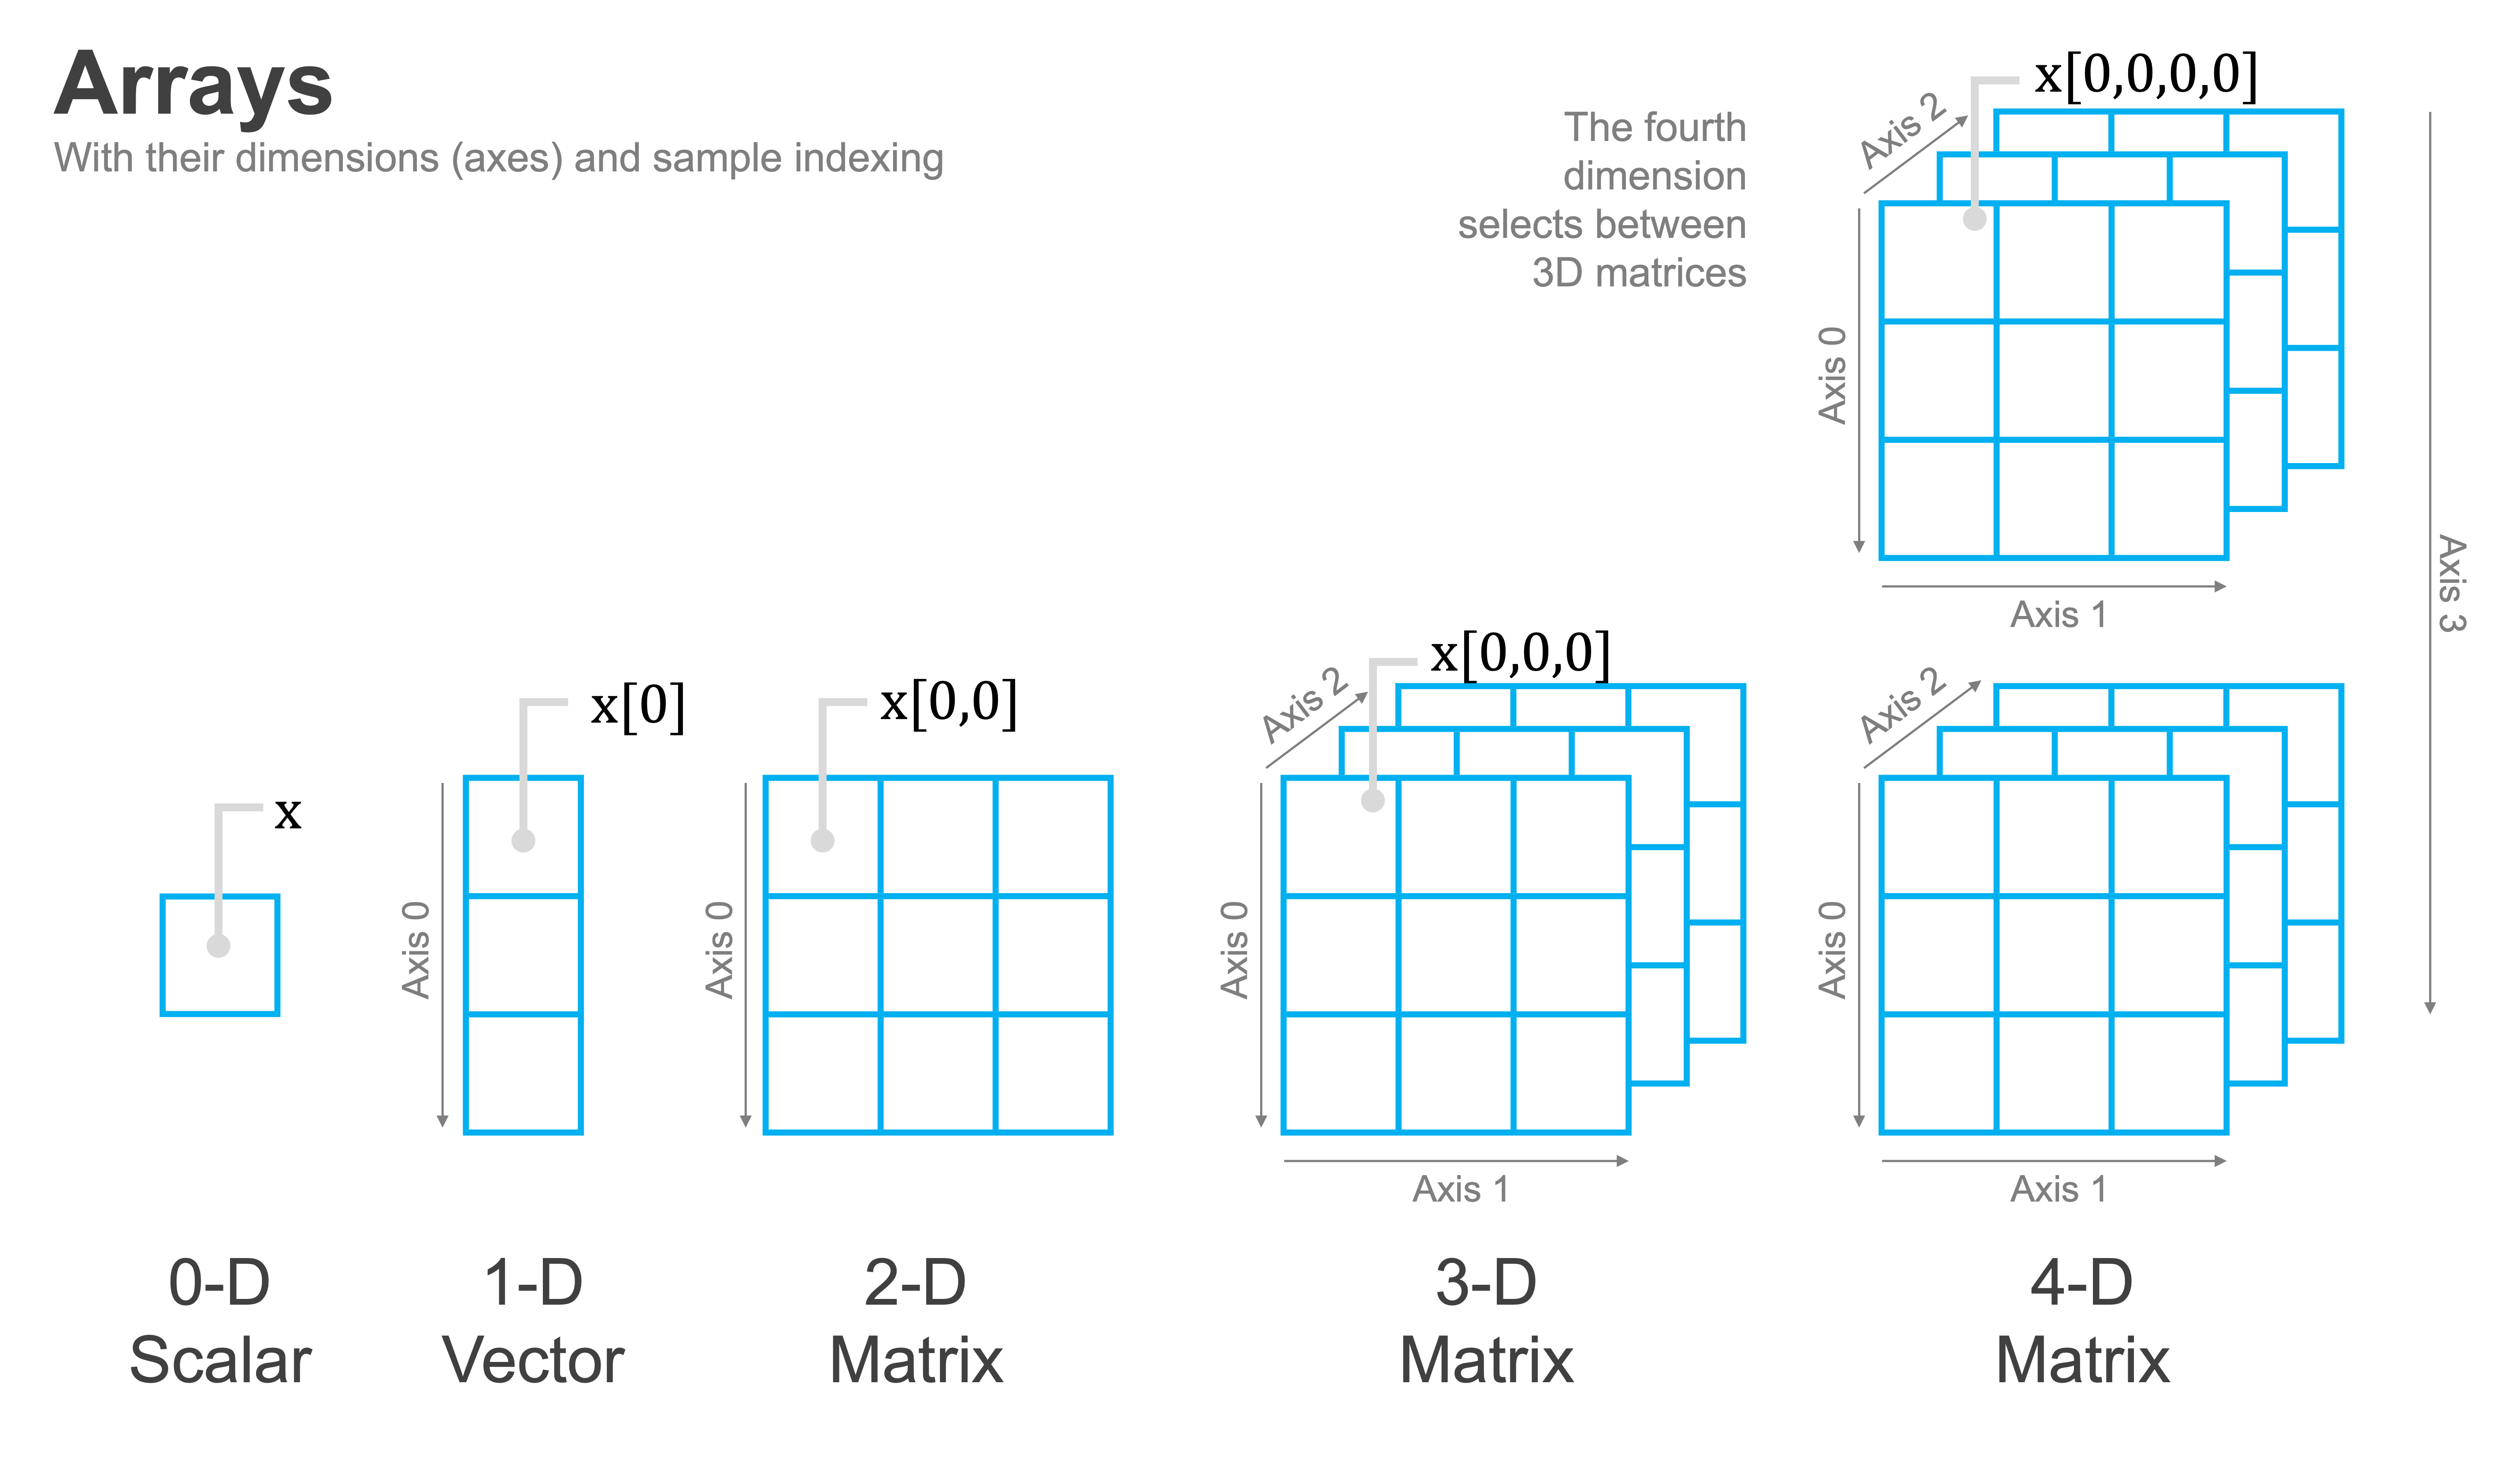 Arrays
With their dimensions (axes) and sample indexing
The fourth
dimension
selects between
3D matrices
x[0,0,0,0]
Axis 2
Axis 0
Axis 1
Axis 3
x
x[0]
Axis 0
x[0,0]
Axis 0
x[0,0,0]
Axis 2
Axis 0
Axis 1
Axis 2
Axis 0
Axis 1
0-D
Scalar
1-D
Vector
2-D
Matrix
3-D
Matrix
4-D
Matrix